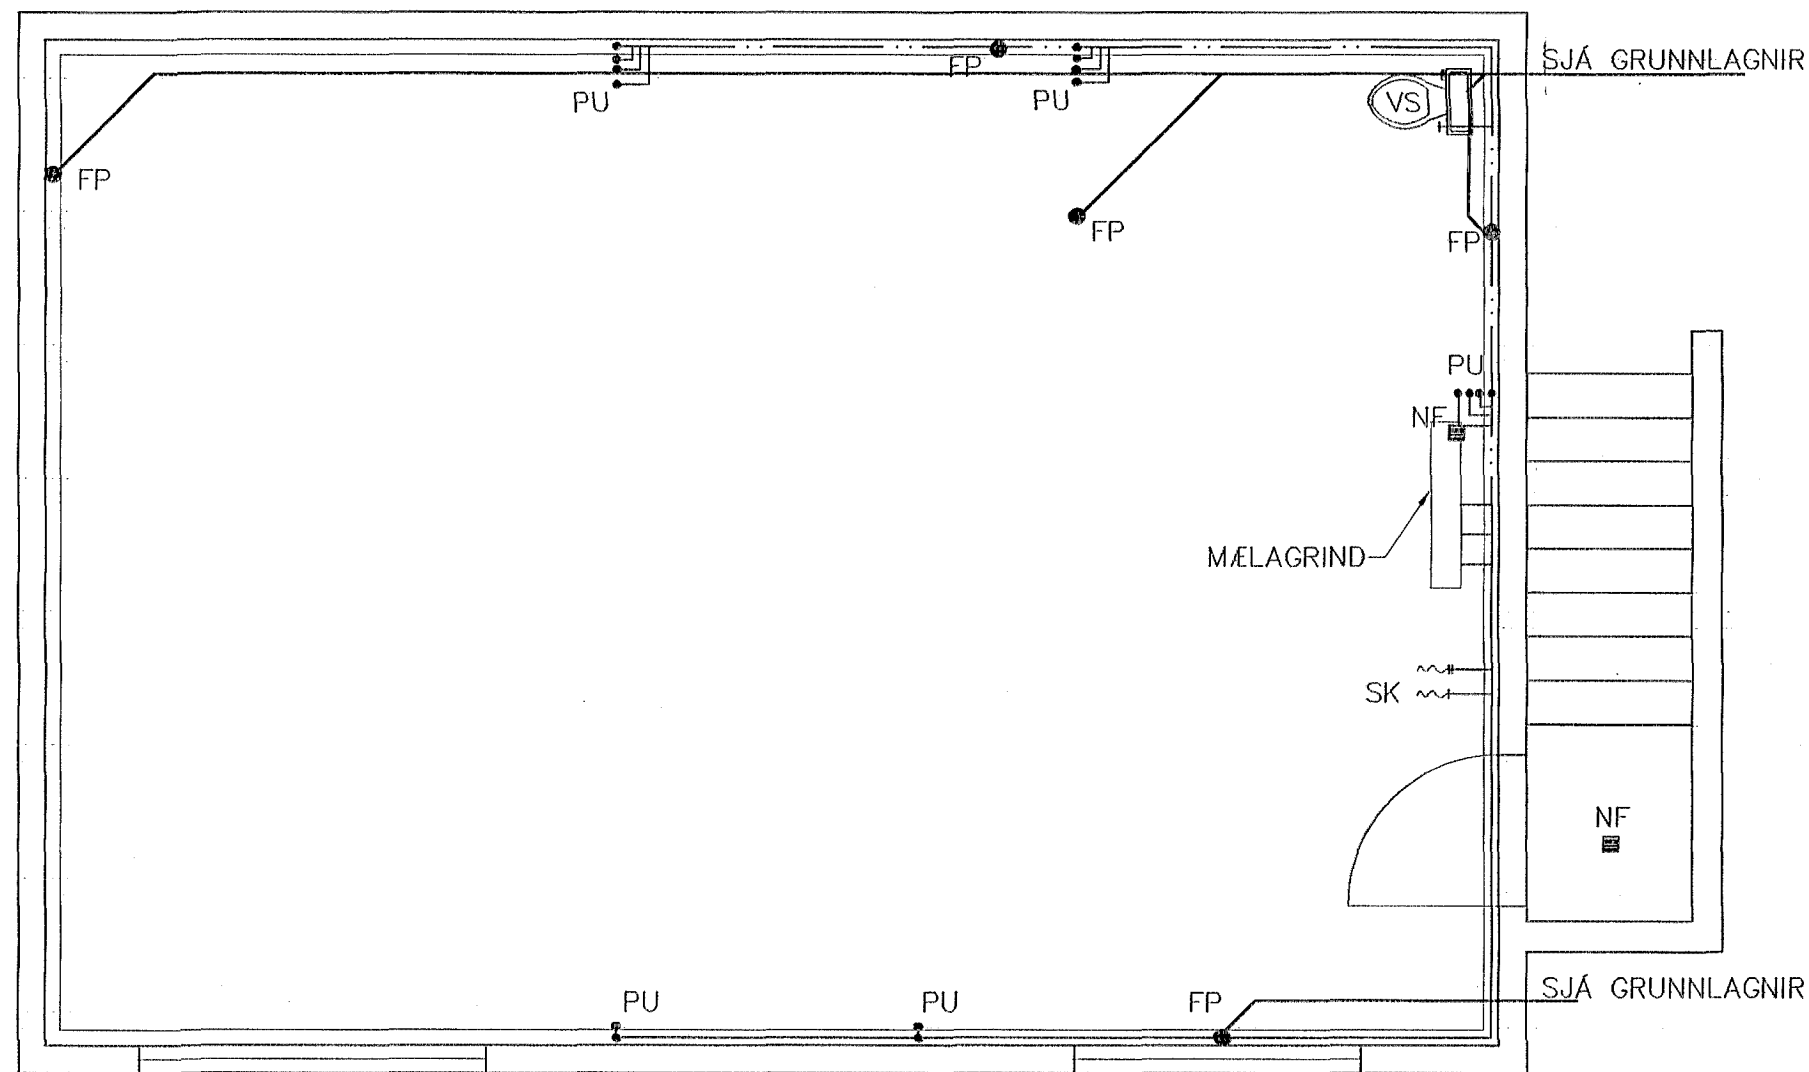 SJÁ GRUNNLAGNIR
FP
PU
PU
VS
FP
FP
FP
PU
NF
MÆLAGRIND
SK
NF
PU
PU
FP
SJÁ GRUNNLAGNIR